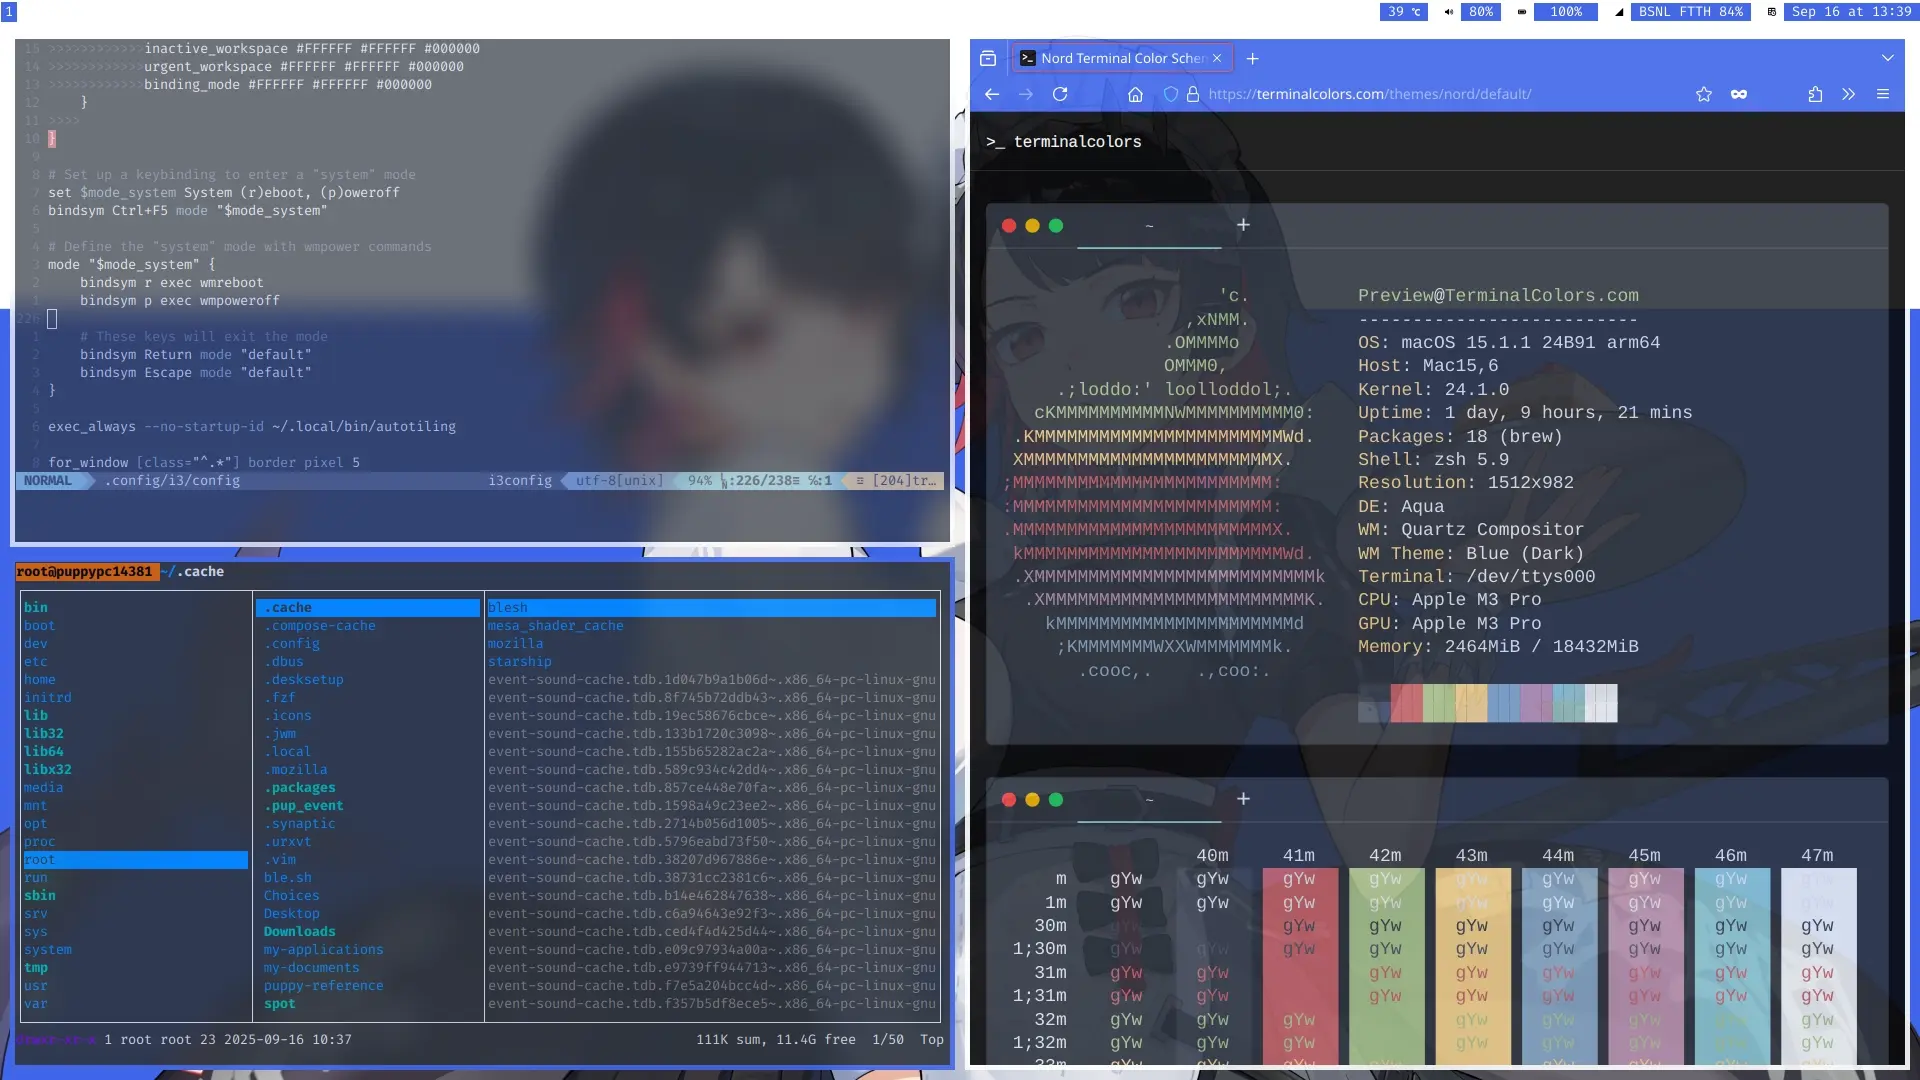 1
39 ℃
80%
100%
BSNL FTTH 84%
Sep 16 at 13:39
15 >>>>>>>>>>>>inactive_workspace #FFFFFF #FFFFFF #000000
14 >>>>>>>>>>>>urgent_workspace #FFFFFF #FFFFFF #000000
13 >>>>>>>>>>>>binding_mode #FFFFFF #FFFFFF #000000
12     }
11 >>>>
10 }
9
8 # Set up a keybinding to enter a "system" mode
7 set $mode_system System (r)eboot, (p)oweroff
6 bindsym Ctrl+F5 mode "$mode_system"
5
4 # Define the "system" mode with wmpower commands
3 mode "$mode_system" {
2     bindsym r exec wmreboot
1     bindsym p exec wmpoweroff
226
1     # These keys will exit the mode
2     bindsym Return mode "default"
3     bindsym Escape mode "default"
4 }
5
6 exec_always --no-startup-id ~/.local/bin/autotiling
7
8 for_window [class="^.*"] border pixel 5
NORMAL .config/i3/config i3config utf-8[unix] 94% :226/238≡ ℅:1 ≡ [204]tr…
root@puppypc14381 ~/.cache
bin .cache blesh
boot .compose-cache mesa_shader_cache
dev .config mozilla
etc .dbus starship
home .desksetup event-sound-cache.tdb.1d047b9a1b06d~.x86_64-pc-linux-gnu
initrd .fzf event-sound-cache.tdb.8f745b72ddb43~.x86_64-pc-linux-gnu
lib .icons event-sound-cache.tdb.19ec58676cbce~.x86_64-pc-linux-gnu
lib32 .jwm event-sound-cache.tdb.133b1720c3098~.x86_64-pc-linux-gnu
lib64 .local event-sound-cache.tdb.155b65282ac2a~.x86_64-pc-linux-gnu
libx32 .mozilla event-sound-cache.tdb.589c934c42dd4~.x86_64-pc-linux-gnu
media .packages event-sound-cache.tdb.857ce448e70fa~.x86_64-pc-linux-gnu
mnt .pup_event event-sound-cache.tdb.1598a49c23ee2~.x86_64-pc-linux-gnu
opt .synaptic event-sound-cache.tdb.2714b056d1005~.x86_64-pc-linux-gnu
proc .urxvt event-sound-cache.tdb.5796eabd73f50~.x86_64-pc-linux-gnu
root .vim event-sound-cache.tdb.38207d967886e~.x86_64-pc-linux-gnu
run ble.sh event-sound-cache.tdb.38731cc2381c6~.x86_64-pc-linux-gnu
sbin Choices event-sound-cache.tdb.b14e462847638~.x86_64-pc-linux-gnu
srv Desktop event-sound-cache.tdb.c6a94643e92f3~.x86_64-pc-linux-gnu
sys Downloads event-sound-cache.tdb.ced4f4d425d44~.x86_64-pc-linux-gnu
system my-applications event-sound-cache.tdb.e09c97934a00a~.x86_64-pc-linux-gnu
tmp my-documents event-sound-cache.tdb.e9739ff944713~.x86_64-pc-linux-gnu
usr puppy-reference event-sound-cache.tdb.f7e5a204bcc4d~.x86_64-pc-linux-gnu
var spot event-sound-cache.tdb.f357b5df8ece5~.x86_64-pc-linux-gnu
drwxr-xr-x 1 root root 23 2025-09-16 10:37 111K sum, 11.4G free 1/50 Top
Nord Terminal Color Schem
https://terminalcolors.com/themes/nord/default/
>_ terminalcolors
~ +
'c. Preview@TerminalColors.com
,xNMM. --------------------------
.OMMMMo OS: macOS 15.1.1 24B91 arm64
OMMM0, Host: Mac15,6
.;loddo:' loolloddol;. Kernel: 24.1.0
cKMMMMMMMMMMNWMMMMMMMMMM0: Uptime: 1 day, 9 hours, 21 mins
.KMMMMMMMMMMMMMMMMMMMMMMMWd. Packages: 18 (brew)
XMMMMMMMMMMMMMMMMMMMMMMMX. Shell: zsh 5.9
;MMMMMMMMMMMMMMMMMMMMMMMM: Resolution: 1512x982
:MMMMMMMMMMMMMMMMMMMMMMMM: DE: Aqua
.MMMMMMMMMMMMMMMMMMMMMMMMX. WM: Quartz Compositor
kMMMMMMMMMMMMMMMMMMMMMMMMWd. WM Theme: Blue (Dark)
.XMMMMMMMMMMMMMMMMMMMMMMMMMMk Terminal: /dev/ttys000
.XMMMMMMMMMMMMMMMMMMMMMMMMK. CPU: Apple M3 Pro
kMMMMMMMMMMMMMMMMMMMMMMd GPU: Apple M3 Pro
;KMMMMMMMWXXWMMMMMMMk. Memory: 2464MiB / 18432MiB
.cooc,. .,coo:.
~ +
40m 41m 42m 43m 44m 45m 46m 47m
m gYw gYw gYw gYw gYw gYw gYw gYw gYw
1m gYw gYw gYw gYw gYw gYw gYw gYw gYw
30m gYw gYw gYw gYw gYw gYw gYw gYw
1;30m gYw gYw gYw gYw gYw gYw gYw gYw
31m gYw gYw gYw gYw gYw gYw gYw gYw
1;31m gYw gYw gYw gYw gYw gYw gYw gYw
32m gYw gYw gYw gYw gYw gYw gYw gYw
1;32m gYw gYw gYw gYw gYw gYw gYw gYw